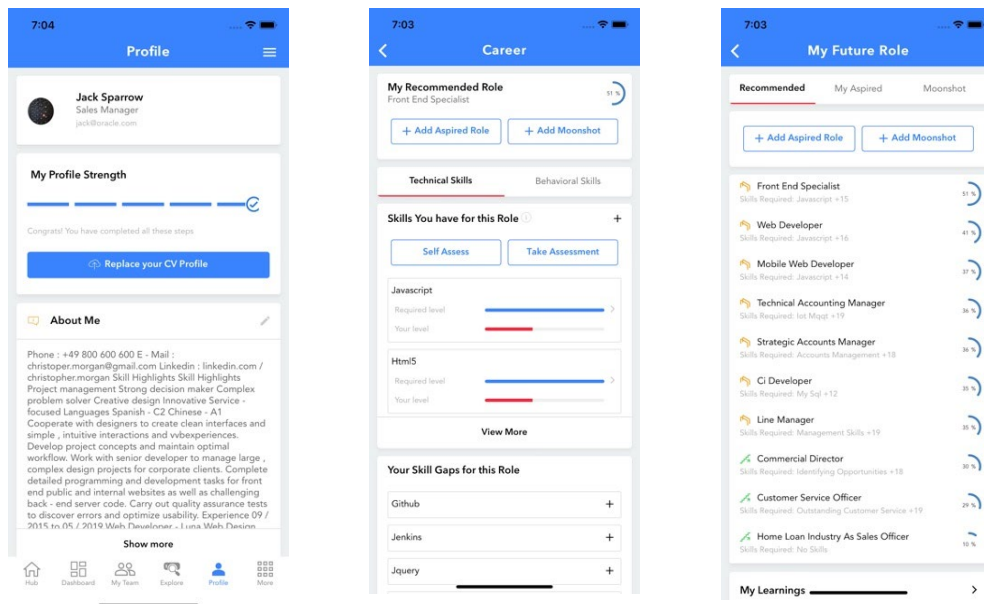 7:04
Profile
Jack Sparrow
Sales Manager
jack@oracle.com
My Profile Strength
Congrats! You have completed all these steps
Replace your CV Profile
About Me
Phone : +49 800 600 600 E - Mail :
christoper.morgan@gmail.com Linkedin : linkedin.com /
christopher.morgan Skill Highlights Skill Highlights
Project management Strong decision maker Complex
problem solver Creative design Innovative Service -
focused Languages Spanish - C2 Chinese - A1
Cooperate with designers to create clean interfaces and
simple , intuitive interactions and vvbexperiences.
Develop project concepts and maintain optimal
workflow. Work with senior developer to manage large ,
complex design projects for corporate clients. Complete
detailed programming and development tasks for front
end public and internal websites as well as challenging
back - end server code. Carry out quality assurance tests
to discover errors and optimize usability. Experience 09 /
2015 to 05 / 2019 Web Developer - Luna Web Design
Show more
Hub
Dashboard
My Team
Explore
Profile
More
7:03
Career
My Recommended Role
Front End Specialist
51 %
+ Add Aspired Role
+ Add Moonshot
Technical Skills
Behavioral Skills
Skills You have for this Role
+
Self Assess
Take Assessment
Javascript
Required level
Your level
Html5
Required level
Your level
View More
Your Skill Gaps for this Role
Github +
Jenkins +
Jquery +
7:03
My Future Role
Recommended
My Aspired
Moonshot
+ Add Aspired Role
+ Add Moonshot
Front End Specialist
Skills Required: Javascript +15
51 %
Web Developer
Skills Required: Javascript +16
41 %
Mobile Web Developer
Skills Required: Javascript +14
37 %
Technical Accounting Manager
Skills Required: Iot Mqqt +19
36 %
Strategic Accounts Manager
Skills Required: Accounts Management +18
36 %
Ci Developer
Skills Required: My Sql +12
35 %
Line Manager
Skills Required: Management Skills +19
35 %
Commercial Director
Skills Required: Identifying Opportunities +18
30 %
Customer Service Officer
Skills Required: Outstanding Customer Service +19
29 %
Home Loan Industry As Sales Officer
Skills Required: No Skills
10 %
My Learnings